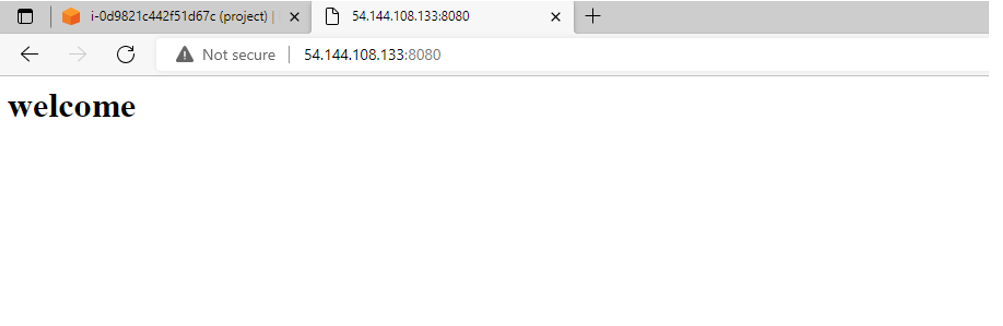 i-0d9821c442f51d67c (project) |
54.144.108.133:8080
Not secure
54.144.108.133:8080
welcome